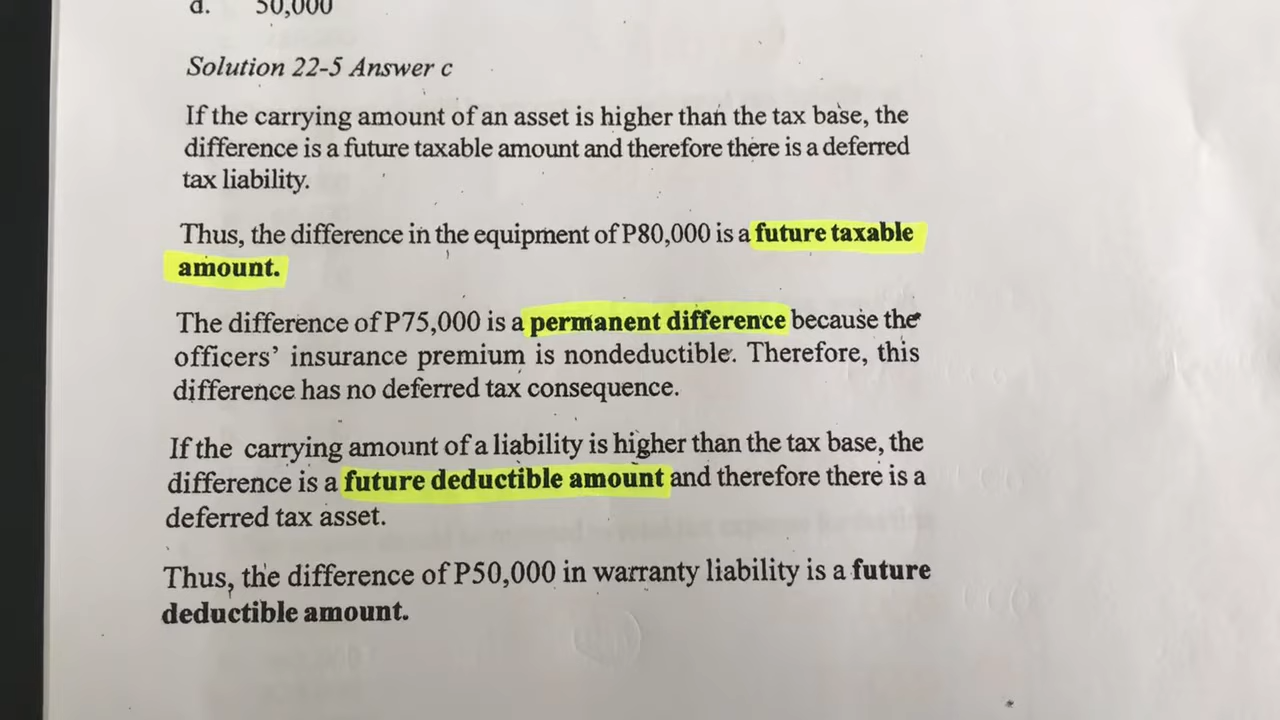 d. 50,000
Solution 22-5 Answer c
If the carrying amount of an asset is higher than the tax base, the
difference is a future taxable amount and therefore there is a deferred
tax liability.
Thus, the difference in the equipment of P80,000 is a future taxable
amount.
The difference of P75,000 is a permanent difference because the
officers' insurance premium is nondeductible. Therefore, this
difference has no deferred tax consequence.
If the carrying amount of a liability is higher than the tax base, the
difference is a future deductible amount and therefore there is a
deferred tax asset.
Thus, the difference of P50,000 in warranty liability is a future
deductible amount.